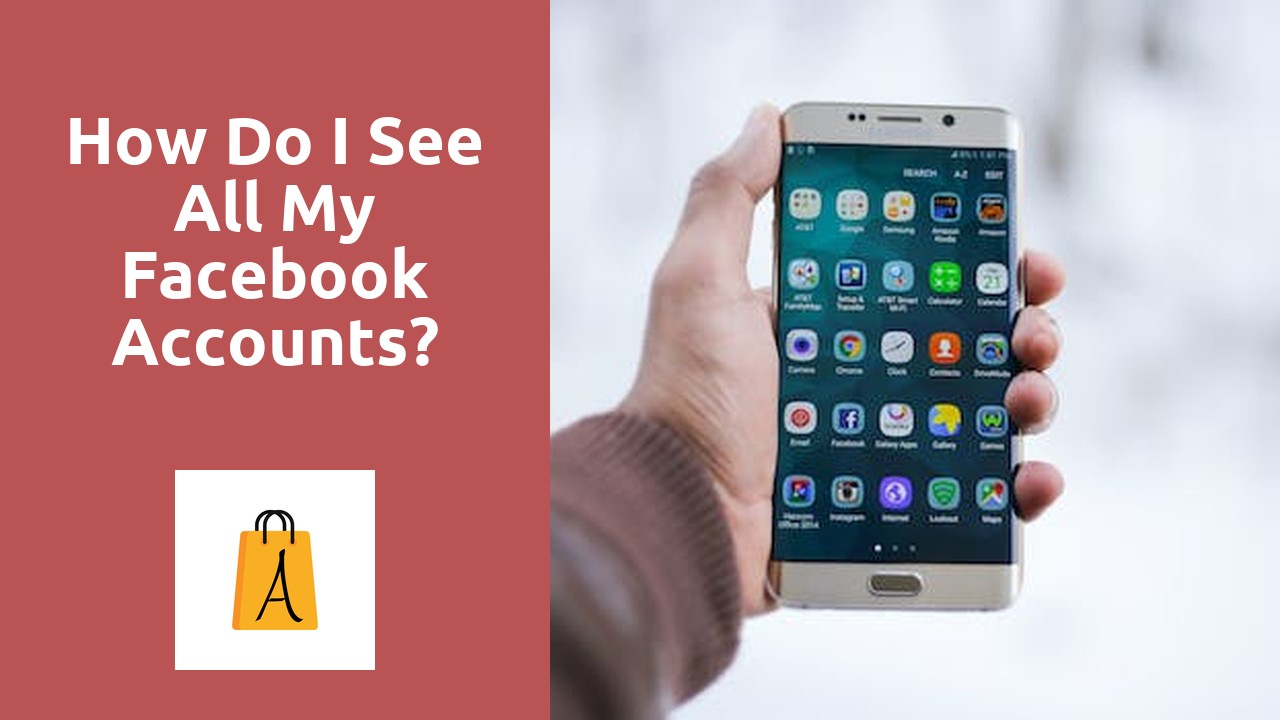 How Do I See
All My
Facebook
Accounts?
A
SEARCH A-Z EDIT
AT&T Google Samsung Amazon Kindle Amazon
AT&T FamilyMap Setup & Transfer AT&T Smart Wi-Fi Calculator Calendar
Camera Chrome Clock Contacts DriveMode
Email Facebook Galaxy Apps Gallery Games
Hancom Office 2014 Instagram Internet Lookout Maps